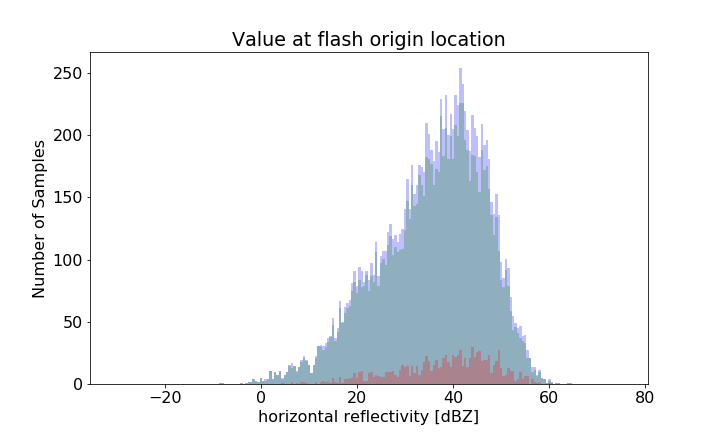 Value at flash origin location
250
200
150
100
50
0
Number of Samples
−20 0 20 40 60 80
horizontal reflectivity [dBZ]